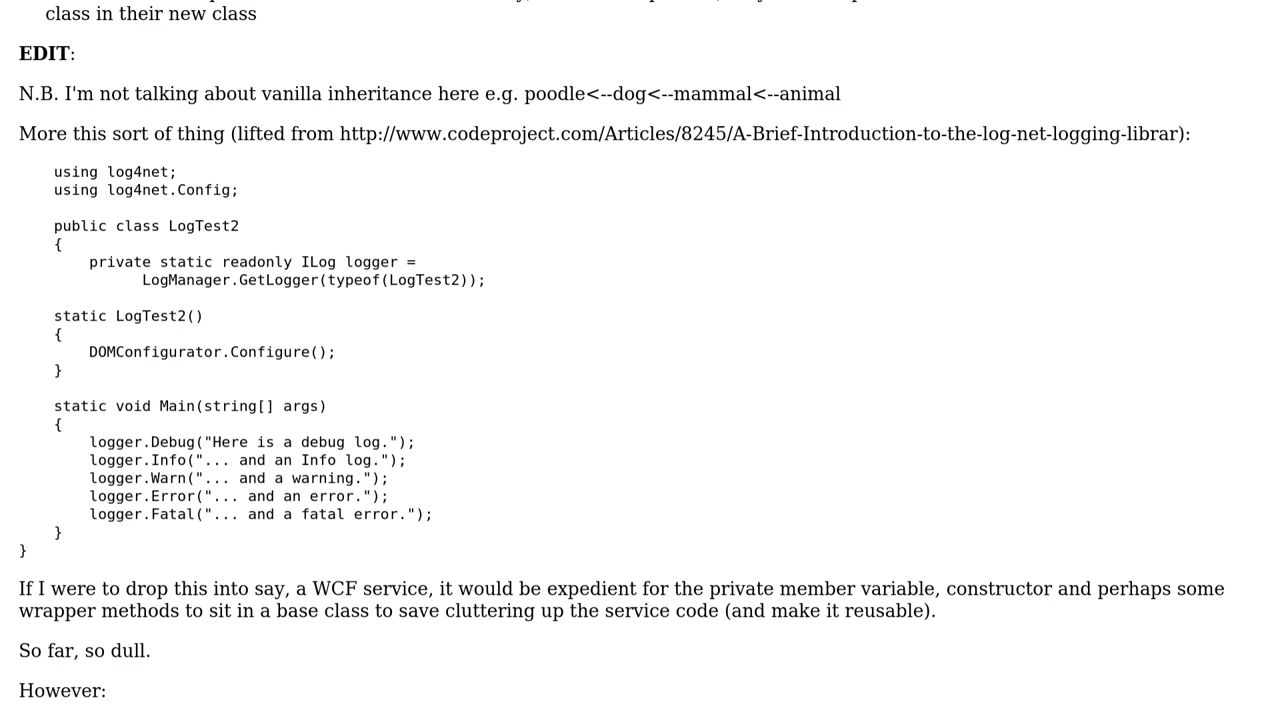 class in their new class
EDIT:
N.B. I'm not talking about vanilla inheritance here e.g. poodle<--dog<--mammal<--animal
More this sort of thing (lifted from http://www.codeproject.com/Articles/8245/A-Brief-Introduction-to-the-log-net-logging-librar):
using log4net;
using log4net.Config;
public class LogTest2
{
private static readonly ILog logger =
LogManager.GetLogger(typeof(LogTest2));
static LogTest2()
{
DOMConfigurator.Configure();
}
static void Main(string[] args)
{
logger.Debug("Here is a debug log.");
logger.Info("... and an Info log.");
logger.Warn("... and a warning.");
logger.Error("... and an error.");
logger.Fatal("... and a fatal error.");
}
}
If I were to drop this into say, a WCF service, it would be expedient for the private member variable, constructor and perhaps some
wrapper methods to sit in a base class to save cluttering up the service code (and make it reusable).
So far, so dull.
However: